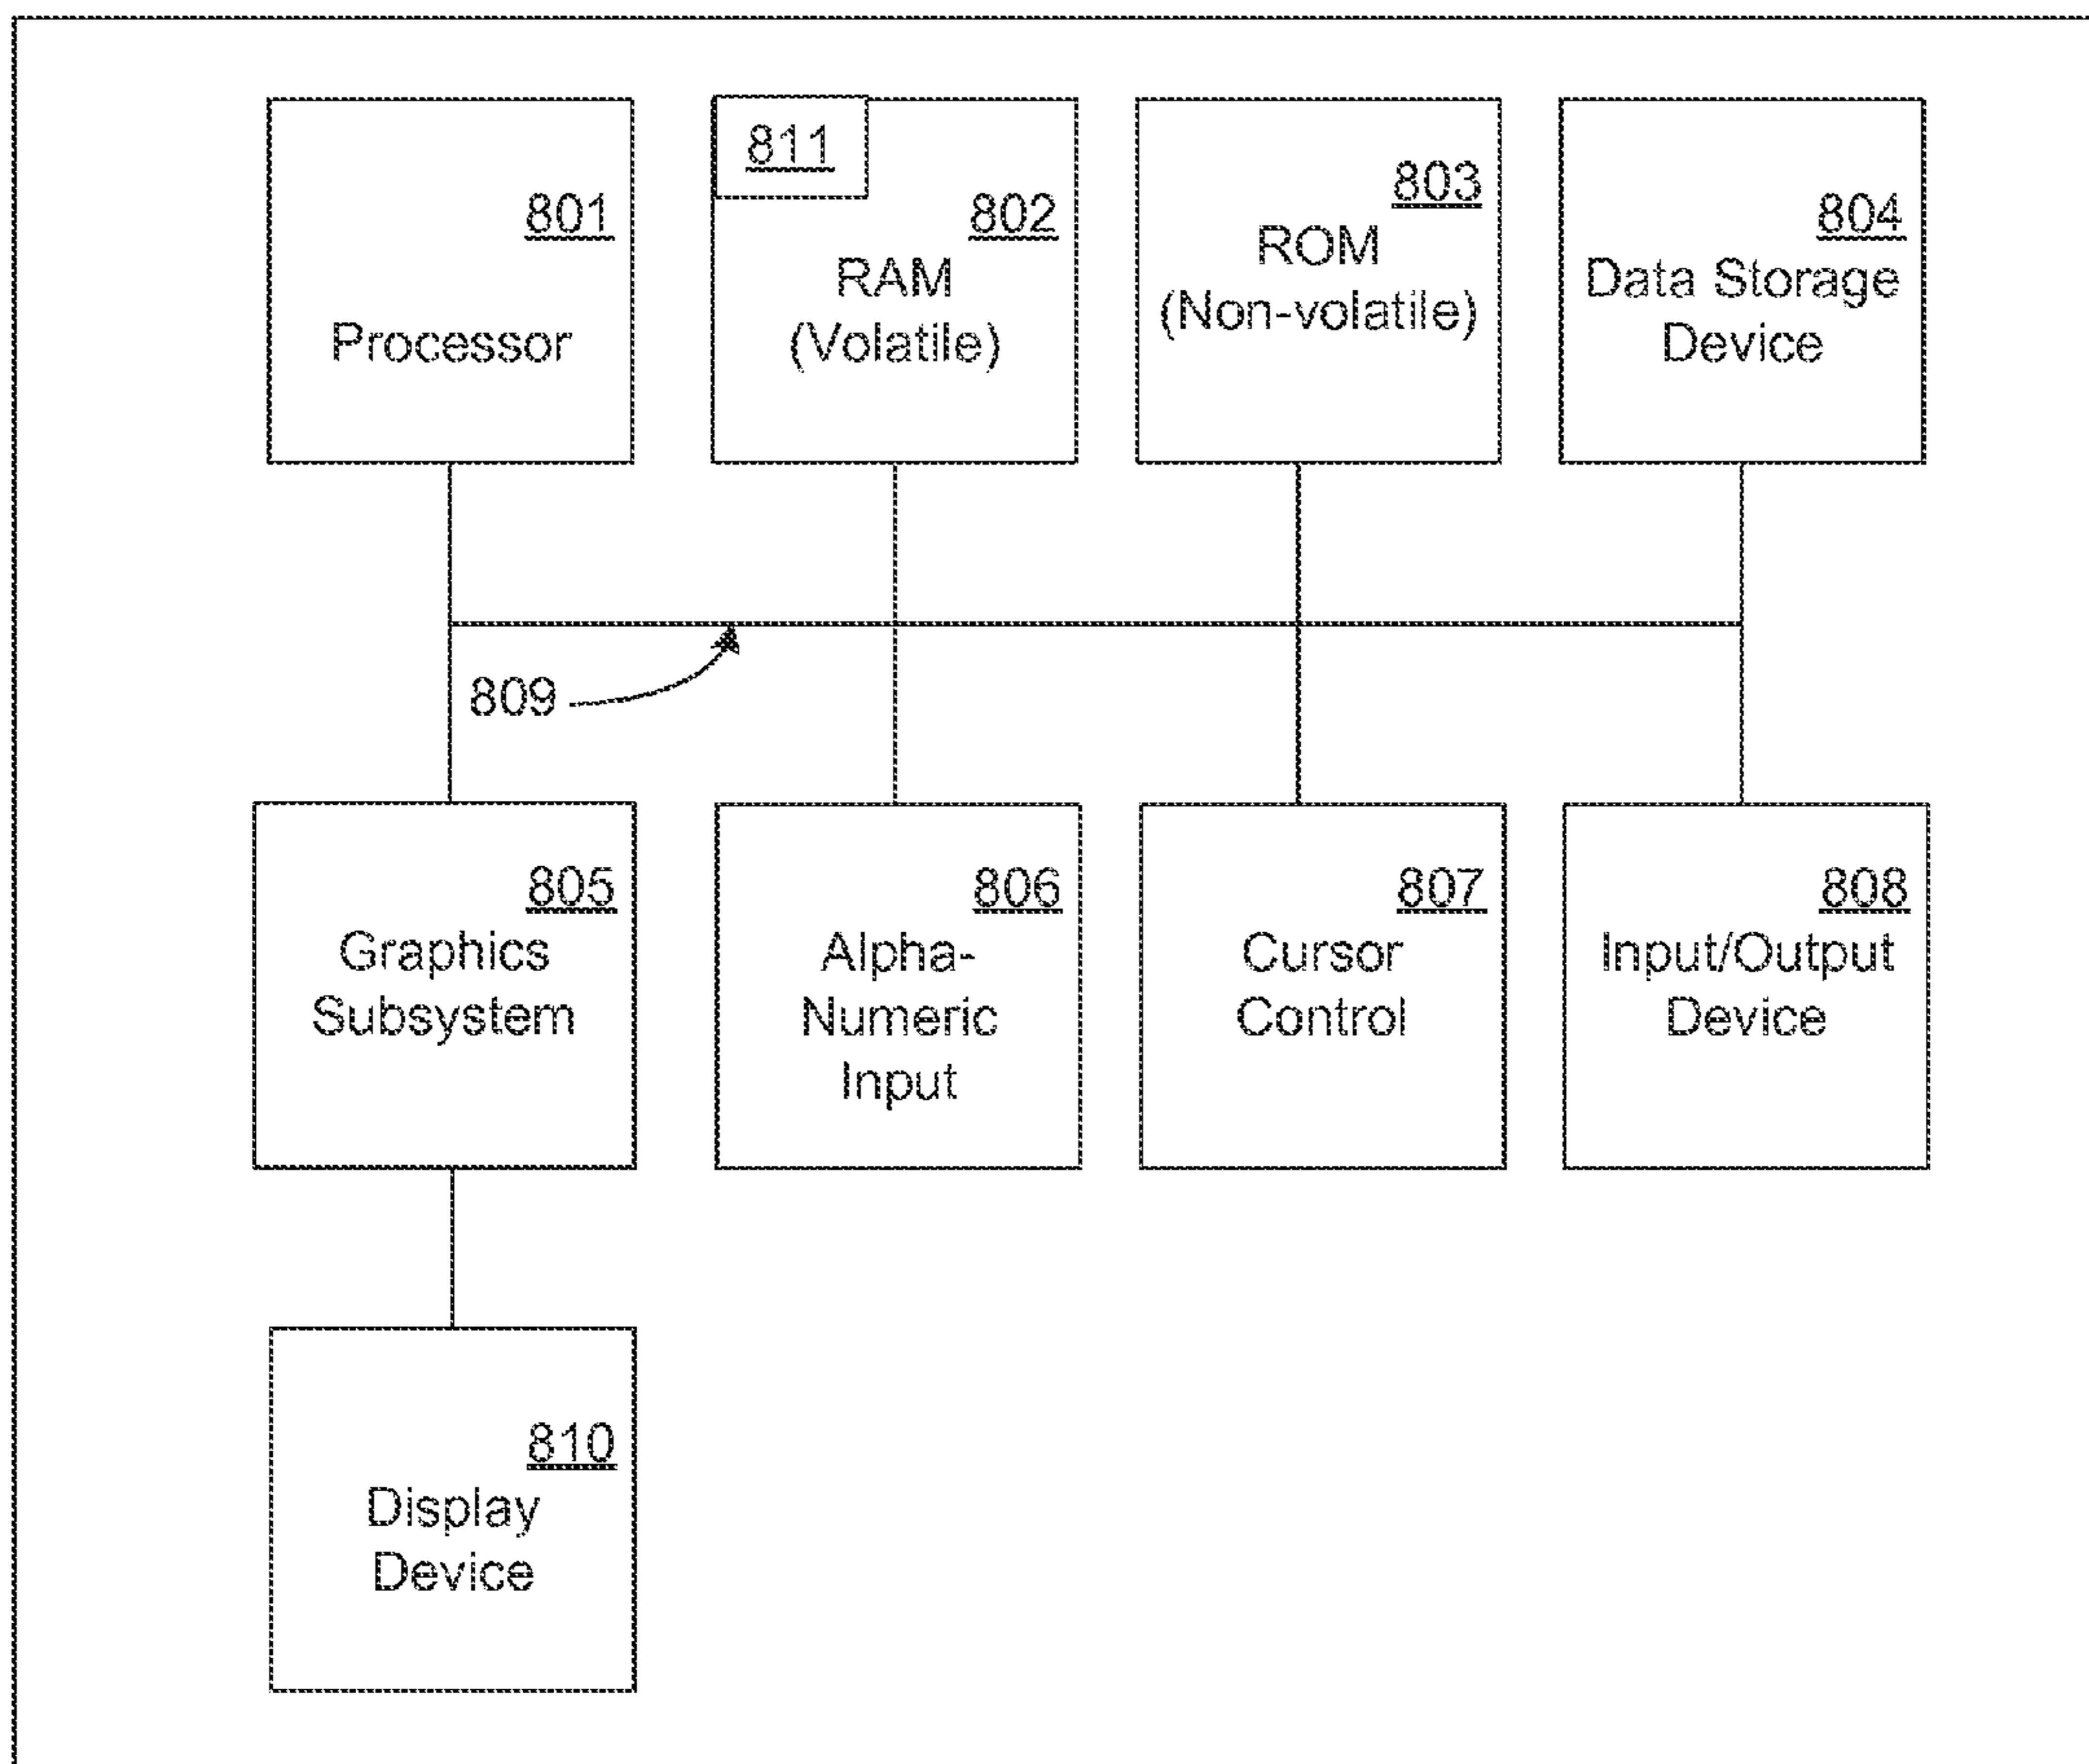 801
Processor
811
802
RAM
(Volatile)
803
ROM
(Non-volatile)
804
Data Storage
Device
809
805
Graphics
Subsystem
806
Alpha-
Numeric
Input
807
Cursor
Control
808
Input/Output
Device
810
Display
Device